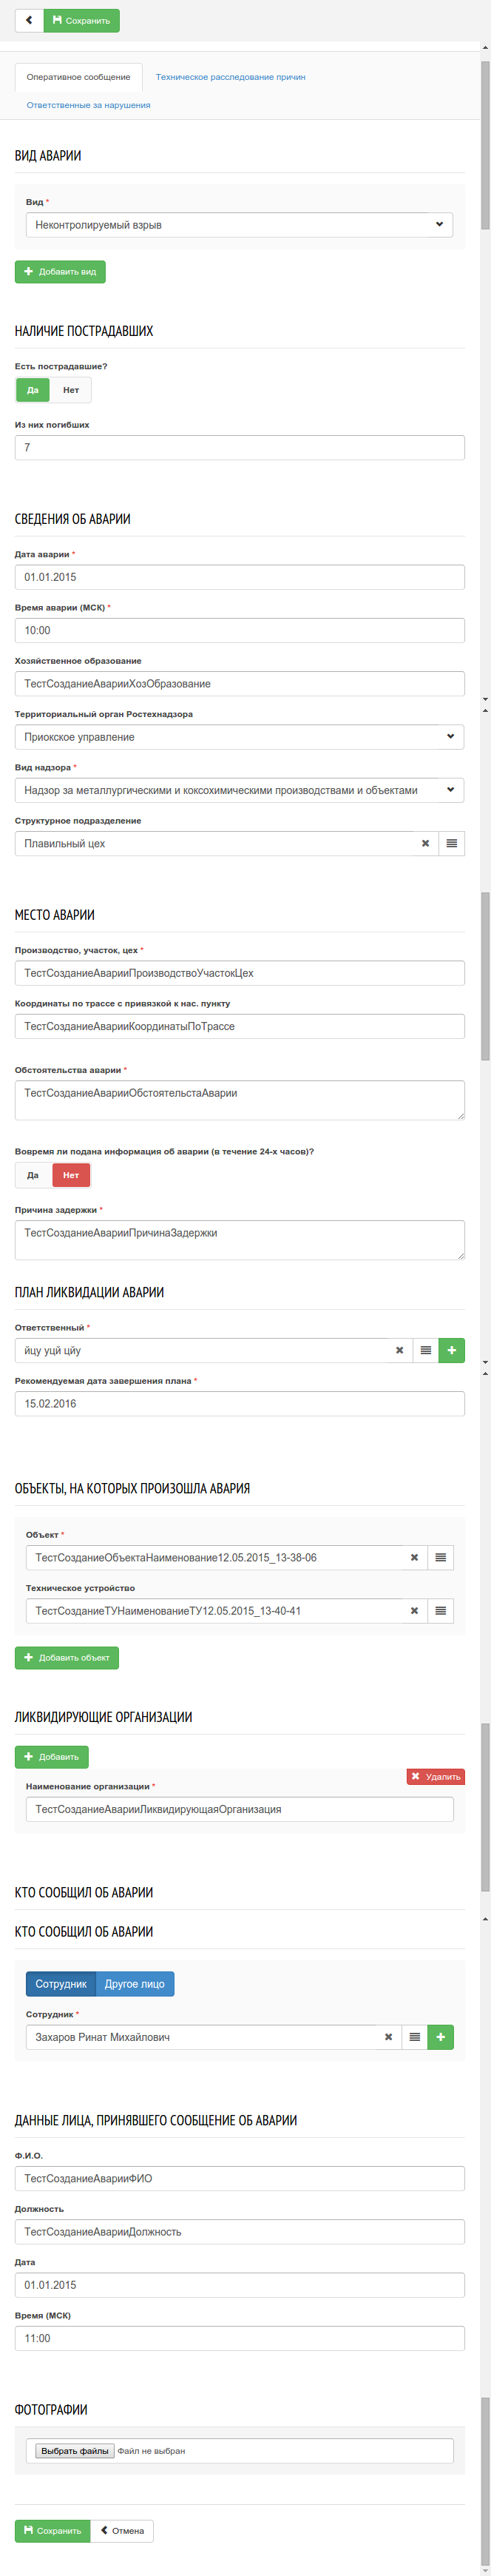 Сохранить
Оперативное сообщение Техническое расследование причин
Ответственные за нарушения
ВИД АВАРИИ
Вид *
Неконтролируемый взрыв
Добавить вид
НАЛИЧИЕ ПОСТРАДАВШИХ
Есть пострадавшие?
Да Нет
Из них погибших
7
СВЕДЕНИЯ ОБ АВАРИИ
Дата аварии *
01.01.2015
Время аварии (МСК) *
10:00
Хозяйственное образование
ТестСозданиеАварииХозОбразование
Территориальный орган Ростехнадзора
Приокское управление
Вид надзора *
Надзор за металлургическими и коксохимическими производствами и объектами
Структурное подразделение
Плавильный цех
МЕСТО АВАРИИ
Производство, участок, цех *
ТестСозданиеАварииПроизводствоУчастокЦех
Координаты по трассе с привязкой к нас. пункту
ТестСозданиеАварииКоординатыПоТрассе
Обстоятельства аварии *
ТестСозданиеАварииОбстоятельстаАварии
Вовремя ли подана информация об аварии (в течение 24-х часов)?
Да Нет
Причина задержки *
ТестСозданиеАварииПричинаЗадержки
ПЛАН ЛИКВИДАЦИИ АВАРИИ
Ответственный *
йцу уцй цйу
Рекомендуемая дата завершения плана *
15.02.2016
ОБЪЕКТЫ, НА КОТОРЫХ ПРОИЗОШЛА АВАРИЯ
Объект *
ТестСозданиеОбъектаНаименование12.05.2015_13-38-06
Техническое устройство
ТестСозданиеТУНаименованиеТУ12.05.2015_13-40-41
Добавить объект
ЛИКВИДИРУЮЩИЕ ОРГАНИЗАЦИИ
Добавить
Удалить
Наименование организации *
ТестСозданиеАварииЛиквидирующаяОрганизация
КТО СООБЩИЛ ОБ АВАРИИ
КТО СООБЩИЛ ОБ АВАРИИ
Сотрудник Другое лицо
Сотрудник *
Захаров Ринат Михайлович
ДАННЫЕ ЛИЦА, ПРИНЯВШЕГО СООБЩЕНИЕ ОБ АВАРИИ
Ф.И.О.
ТестСозданиеАварииФИО
Должность
ТестСозданиеАварииДолжность
Дата
01.01.2015
Время (МСК)
11:00
ФОТОГРАФИИ
Выбрать файлы Файл не выбран
Сохранить Отмена